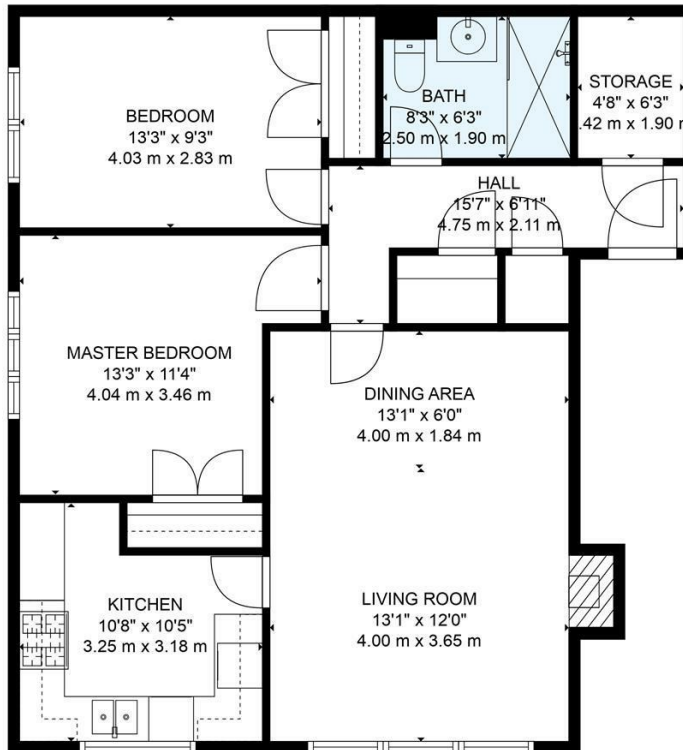 BEDROOM
13'3" x 9'3"
4.03 m x 2.83 m
BATH
8'3" x 6'3"
2.50 m x 1.90 m
STORAGE
4'8" x 6'3"
.42 m x 1.90 m
HALL
15'7" x 6'11"
4.75 m x 2.11 m
MASTER BEDROOM
13'3" x 11'4"
4.04 m x 3.46 m
DINING AREA
13'1" x 6'0"
4.00 m x 1.84 m
KITCHEN
10'8" x 10'5"
3.25 m x 3.18 m
LIVING ROOM
13'1" x 12'0"
4.00 m x 3.65 m